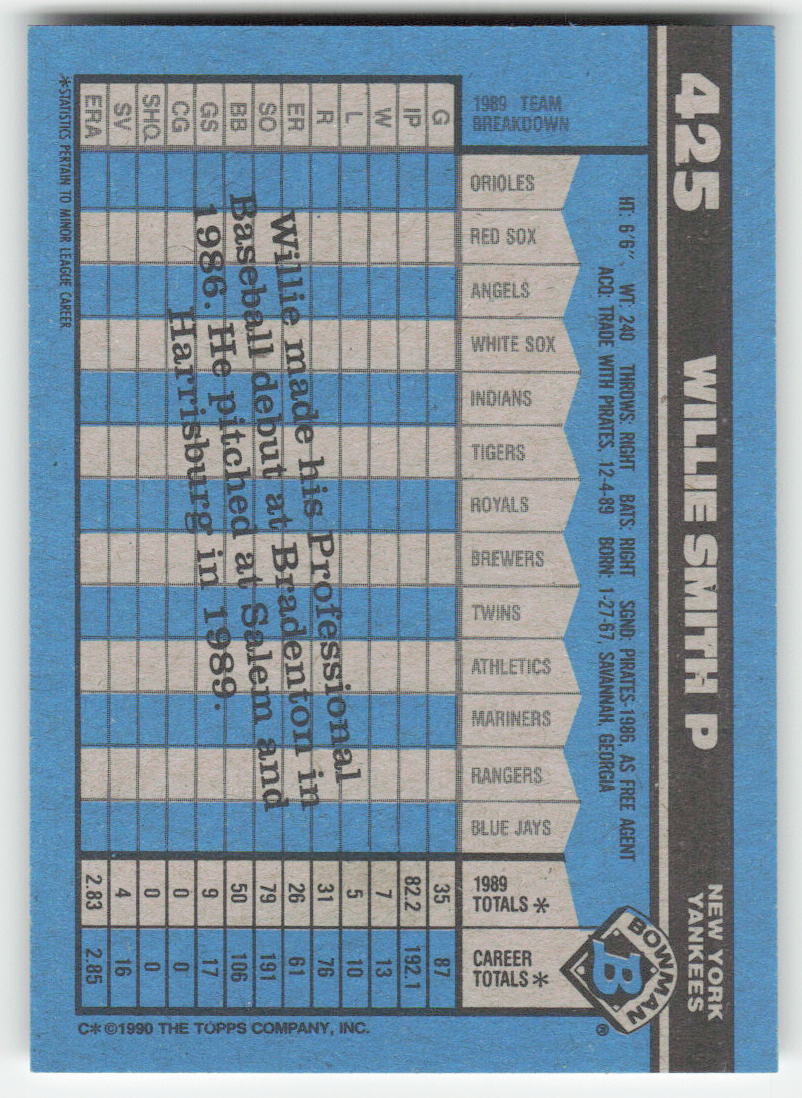 425 WILLIE SMITH P
NEW YORK
YANKEES
HT: 6'6", WT: 240 THROWS: RIGHT BATS: RIGHT SGND: PIRATES-1986, AS FREE AGENT
ACQ: TRADE WITH PIRATES, 12-4-89 BORN: 1-27-67, SAVANNAH, GEORGIA
BOWMAN
B
1989 TEAM
BREAKDOWN
G IP W L R ER SO BB GS CG SHO SV ERA
ORIOLES
RED SOX
ANGELS
WHITE SOX
INDIANS
TIGERS
ROYALS
BREWERS
TWINS
ATHLETICS
MARINERS
RANGERS
BLUE JAYS
1989
TOTALS * 35 82.2 7 5 31 26 79 50 9 0 0 4 2.83
CAREER
TOTALS * 87 192.1 13 10 76 61 191 106 17 0 0 16 2.85
Willie made his Professional
Baseball debut at Bradenton in
1986. He pitched at Salem and
Harrisburg in 1989.
*STATISTICS PERTAIN TO MINOR LEAGUE CAREER.
C* ©1990 THE TOPPS COMPANY, INC.
®